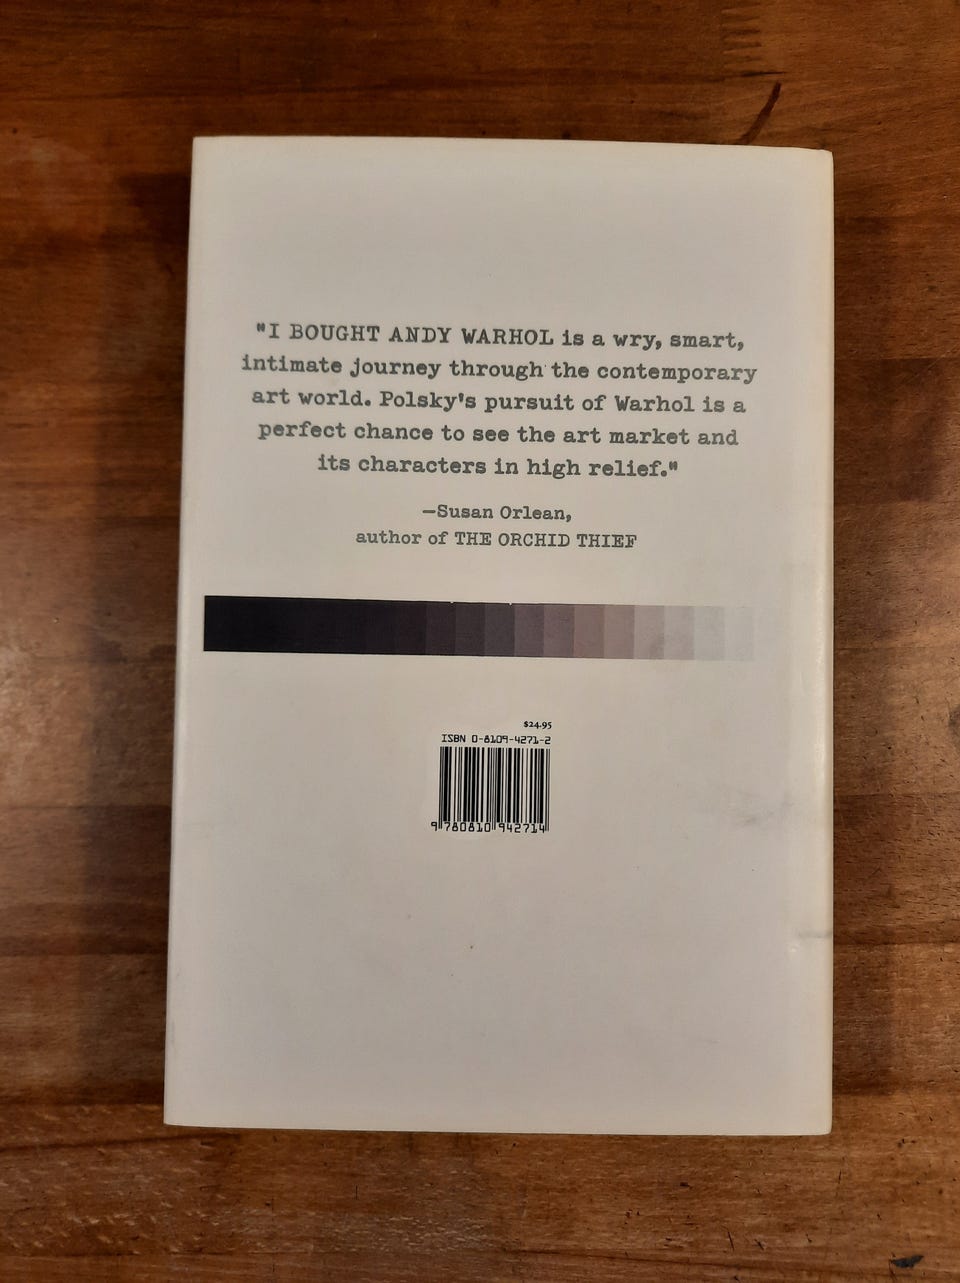 "I BOUGHT ANDY WARHOL is a wry, smart,
intimate journey through the contemporary
art world. Polsky's pursuit of Warhol is a
perfect chance to see the art market and
its characters in high relief."
—Susan Orlean,
author of THE ORCHID THIEF
$24.95
ISBN 0-8109-4271-2
9 780810 942714